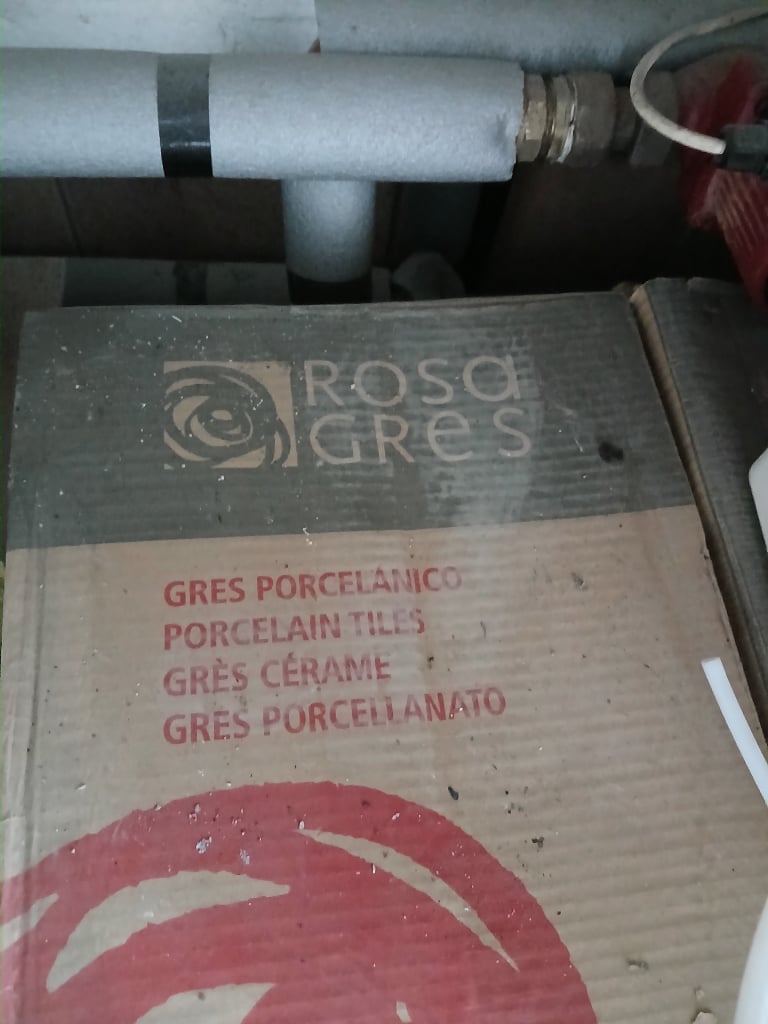 ROSa
GReS
GRES PORCELÁNICO
PORCELAIN TILES
GRÈS CÉRAME
GRES PORCELLANATO